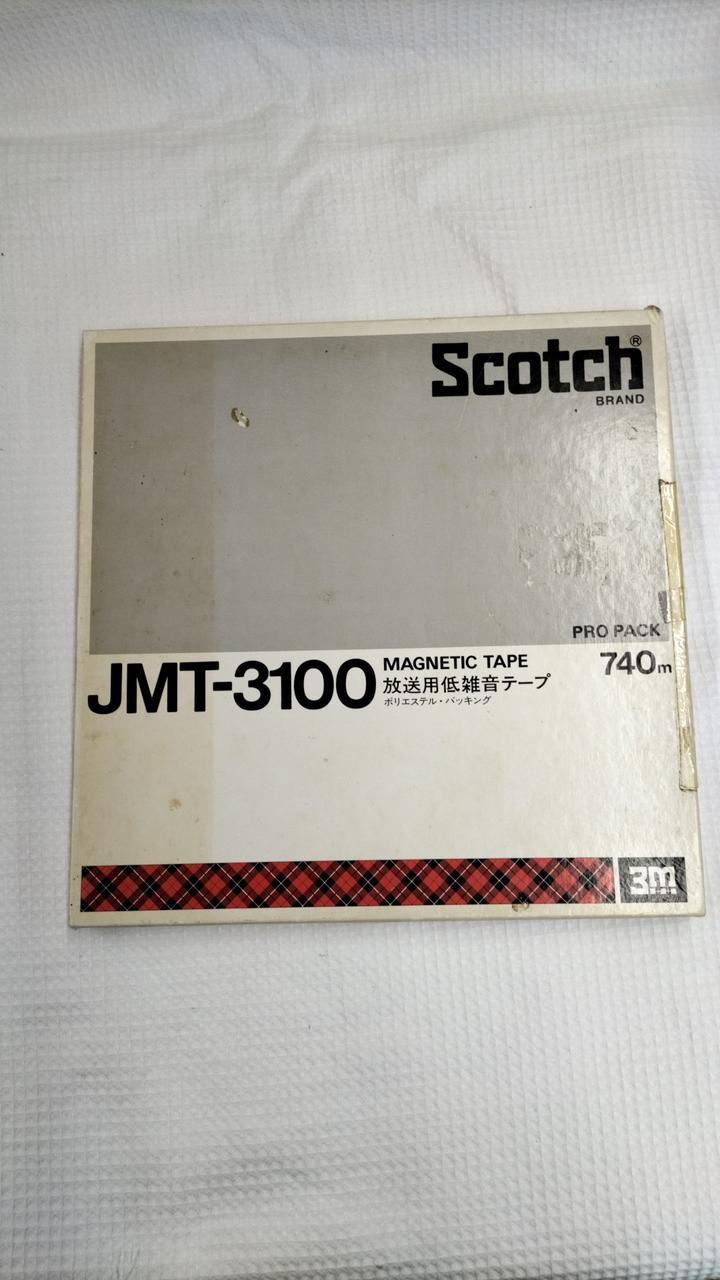 Scotch®
BRAND
PRO PACK
JMT-3100
MAGNETIC TAPE
740m
放送用低雑音テープ
ポリエステル・バッキング
3M